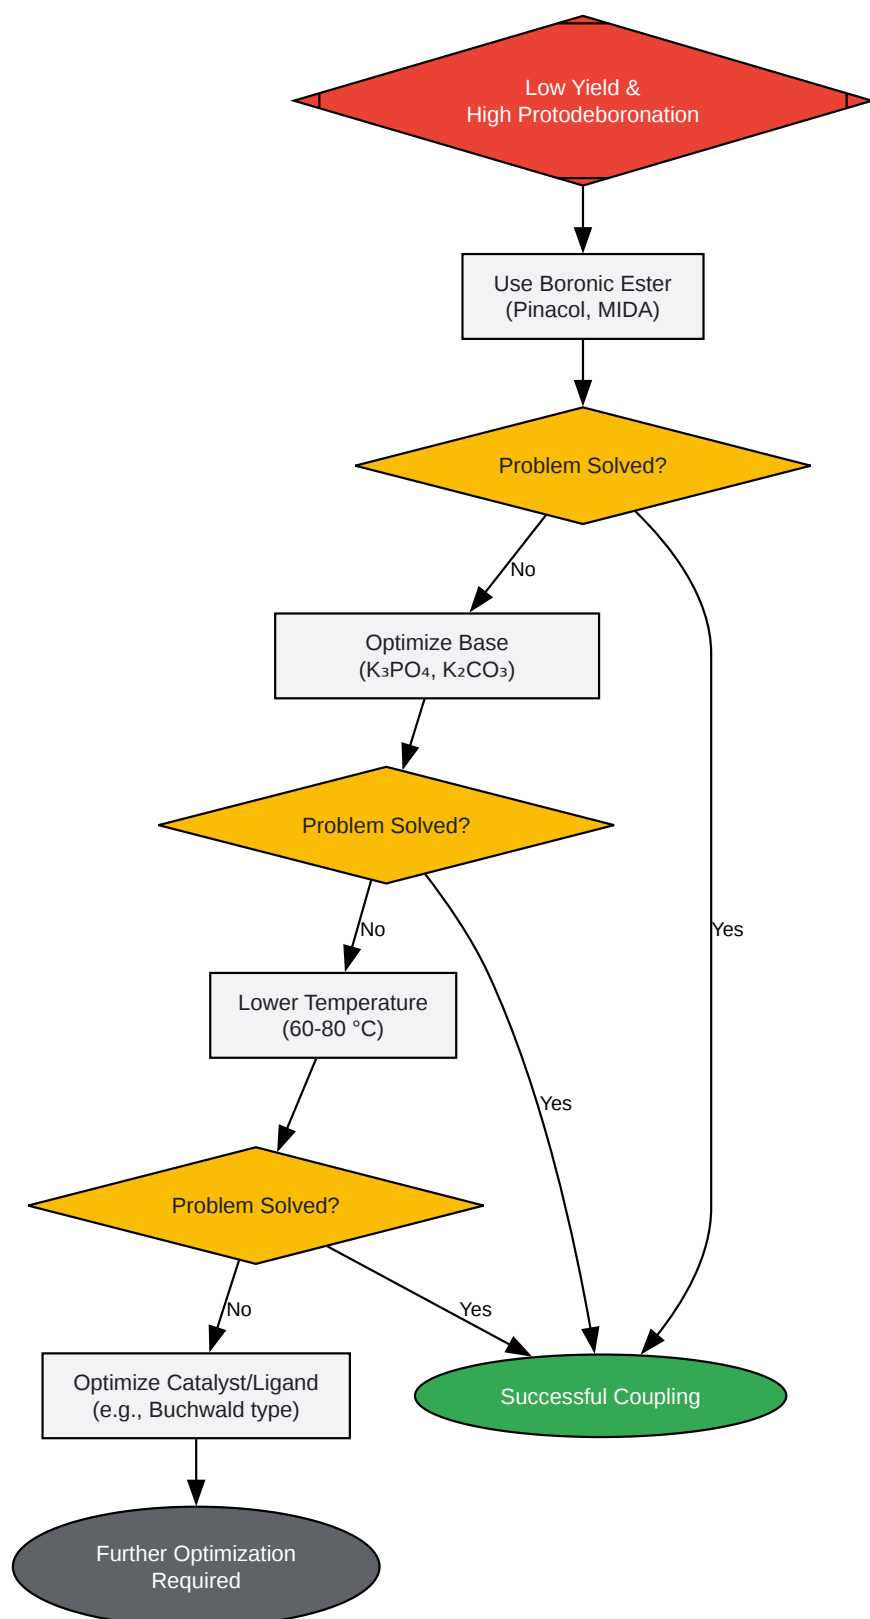 Low Yield &
High Protodeboronation
Use Boronic Ester
(Pinacol, MIDA)
Problem Solved?
No
Optimize Base
(K₃PO₄, K₂CO₃)
Problem Solved?
No
Yes
Lower Temperature
(60-80 °C)
Yes
Problem Solved?
No
Yes
Optimize Catalyst/Ligand
(e.g., Buchwald type)
Successful Coupling
Further Optimization
Required